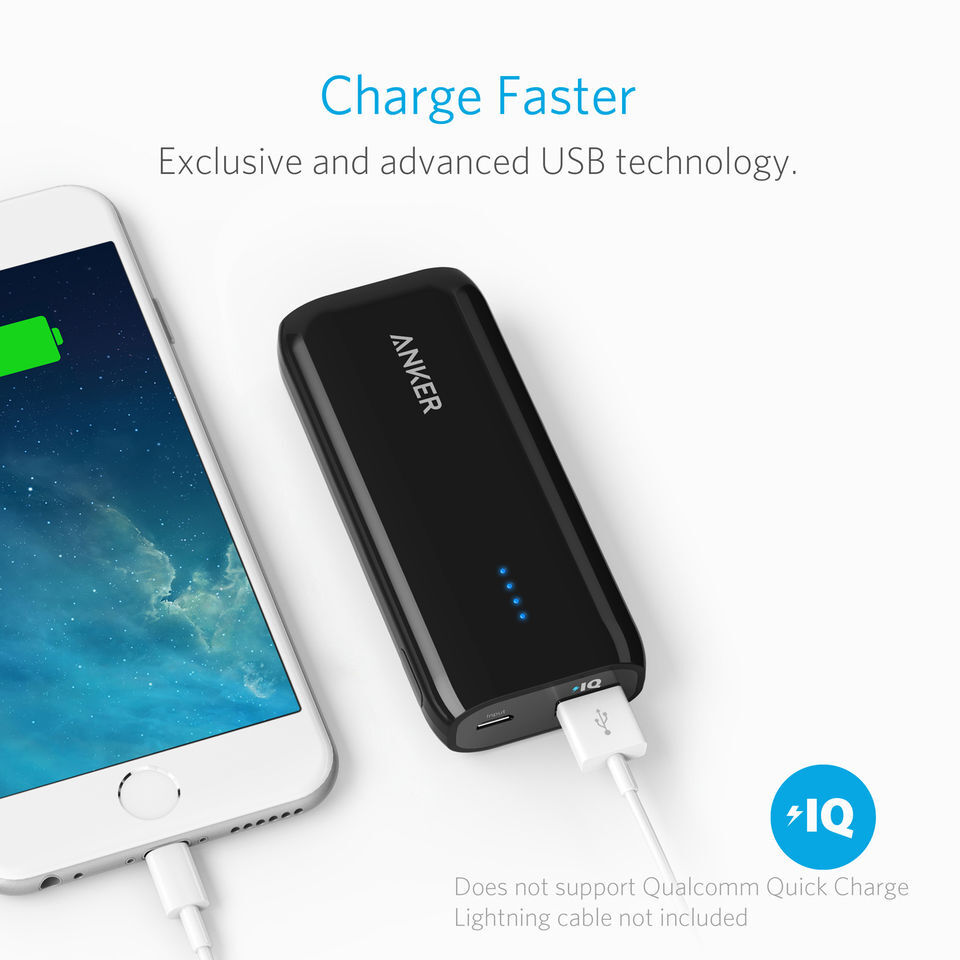 Charge Faster
Exclusive and advanced USB technology.
ANKER
IQ
Input
IQ
Does not support Qualcomm Quick Charge
Lightning cable not included